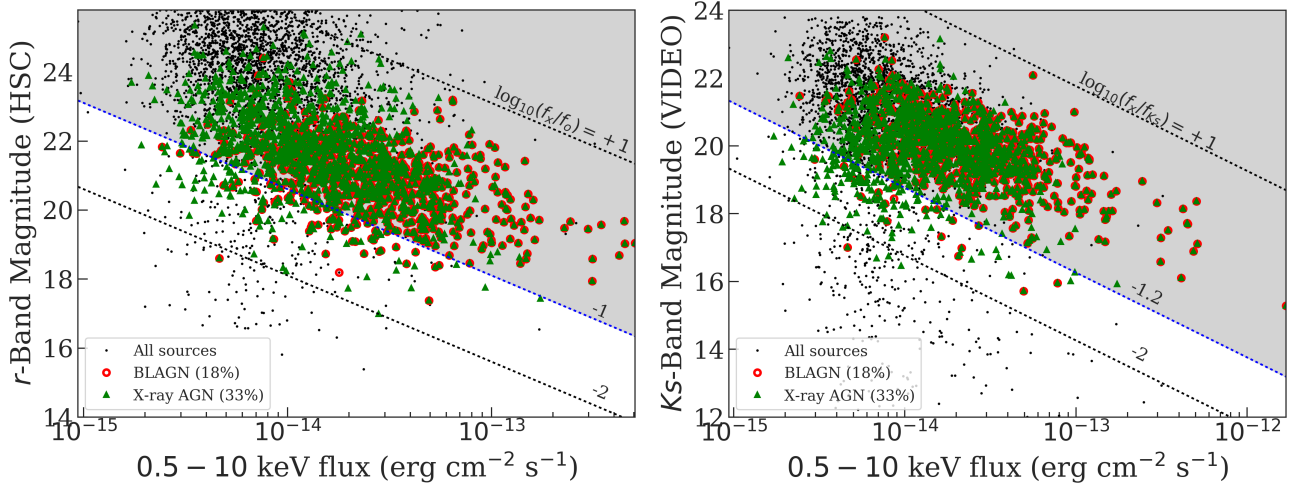 r-Band Magnitude (HSC)
24
22
20
18
16
14
10⁻¹⁵
10⁻¹⁴
10⁻¹³
0.5 − 10 keV flux (erg cm⁻² s⁻¹)
log₁₀(fₓ/fₒ) = +1
-1
-2
All sources
BLAGN (18%)
X-ray AGN (33%)
Ks-Band Magnitude (VIDEO)
24
22
20
18
16
14
12
10⁻¹⁵
10⁻¹⁴
10⁻¹³
10⁻¹²
0.5 − 10 keV flux (erg cm⁻² s⁻¹)
log₁₀(fₓ/f_Ks) = +1
-1.2
-2
All sources
BLAGN (18%)
X-ray AGN (33%)